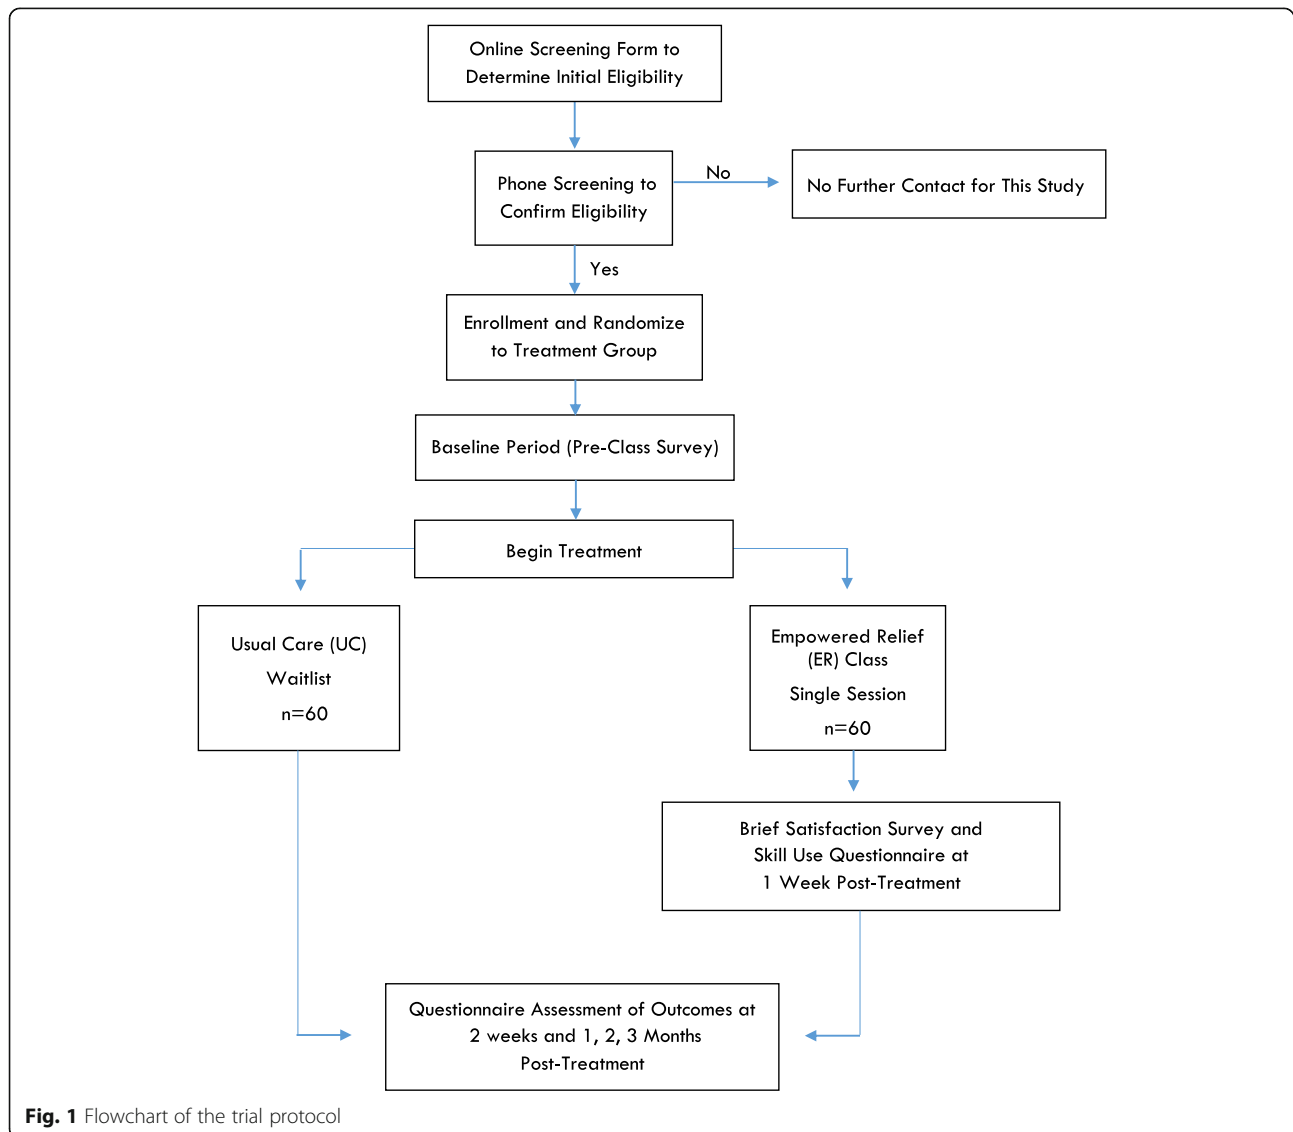 Online Screening Form to
Determine Initial Eligibility
Phone Screening to
Confirm Eligibility
No
No Further Contact for This Study
Yes
Enrollment and Randomize
to Treatment Group
Baseline Period (Pre-Class Survey)
Begin Treatment
Usual Care (UC)
Waitlist
n=60
Empowered Relief
(ER) Class
Single Session
n=60
Brief Satisfaction Survey and
Skill Use Questionnaire at
1 Week Post-Treatment
Questionnaire Assessment of Outcomes at
2 weeks and 1, 2, 3 Months
Post-Treatment
Fig. 1 Flowchart of the trial protocol